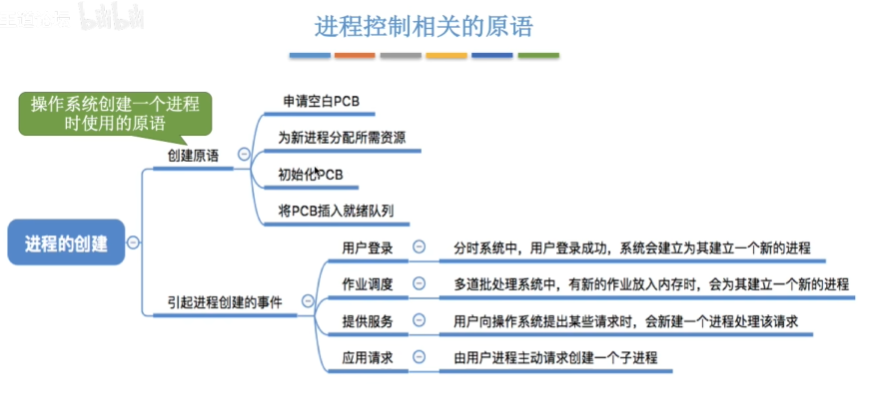 进程控制相关的原语
操作系统创建一个进程
时使用的原语
申请空白PCB
为新进程分配所需资源
创建原语
初始化PCB
将PCB插入就绪队列
进程的创建
用户登录
分时系统中，用户登录成功，系统会建立为其建立一个新的进程
作业调度
多道批处理系统中，有新的作业放入内存时，会为其建立一个新的进程
引起进程创建的事件
提供服务
用户向操作系统提出某些请求时，会新建一个进程处理该请求
应用请求
由用户进程主动请求创建一个子进程